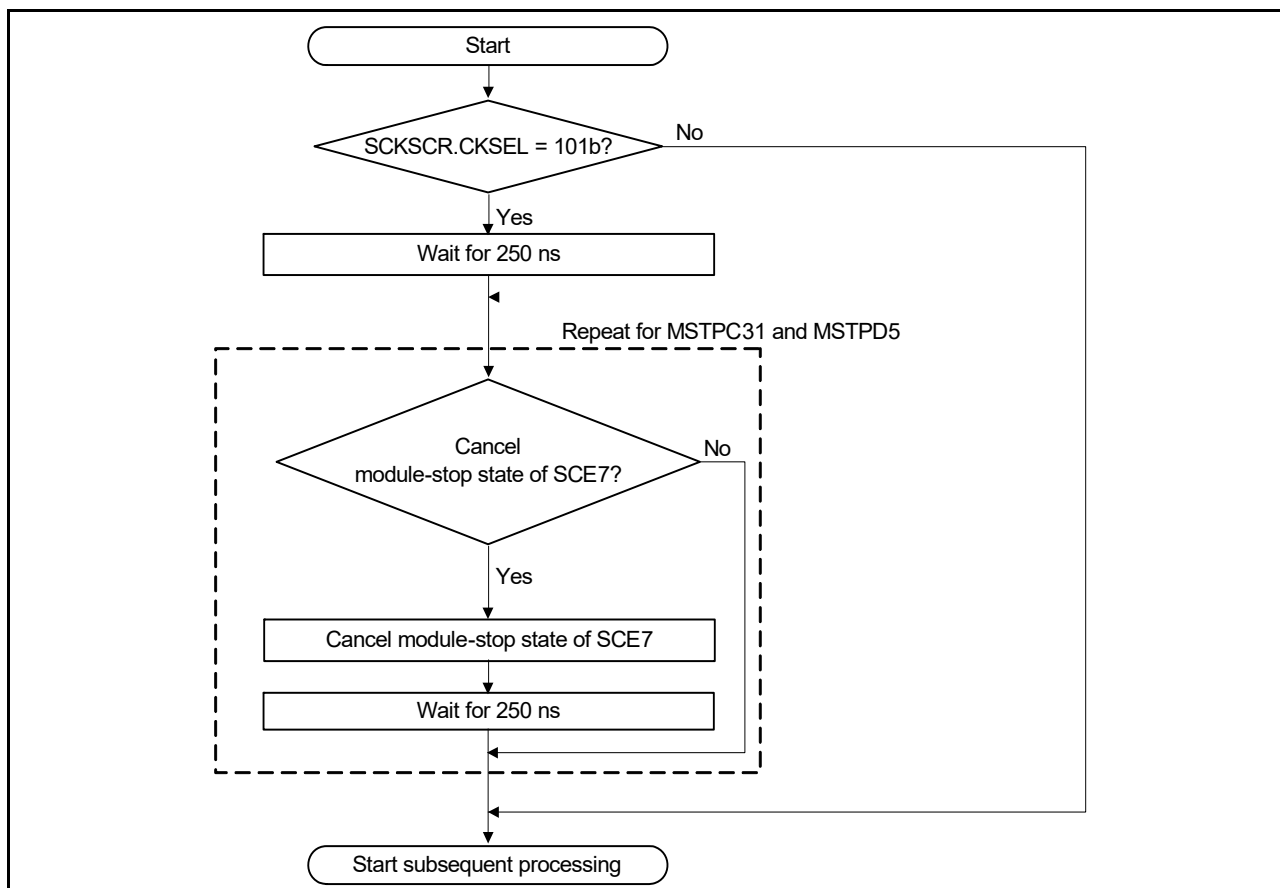 Start
SCKSCR.CKSEL = 101b?
No
Yes
Wait for 250 ns
Repeat for MSTPC31 and MSTPD5
Cancel
module-stop state of SCE7?
No
Yes
Cancel module-stop state of SCE7
Wait for 250 ns
Start subsequent processing